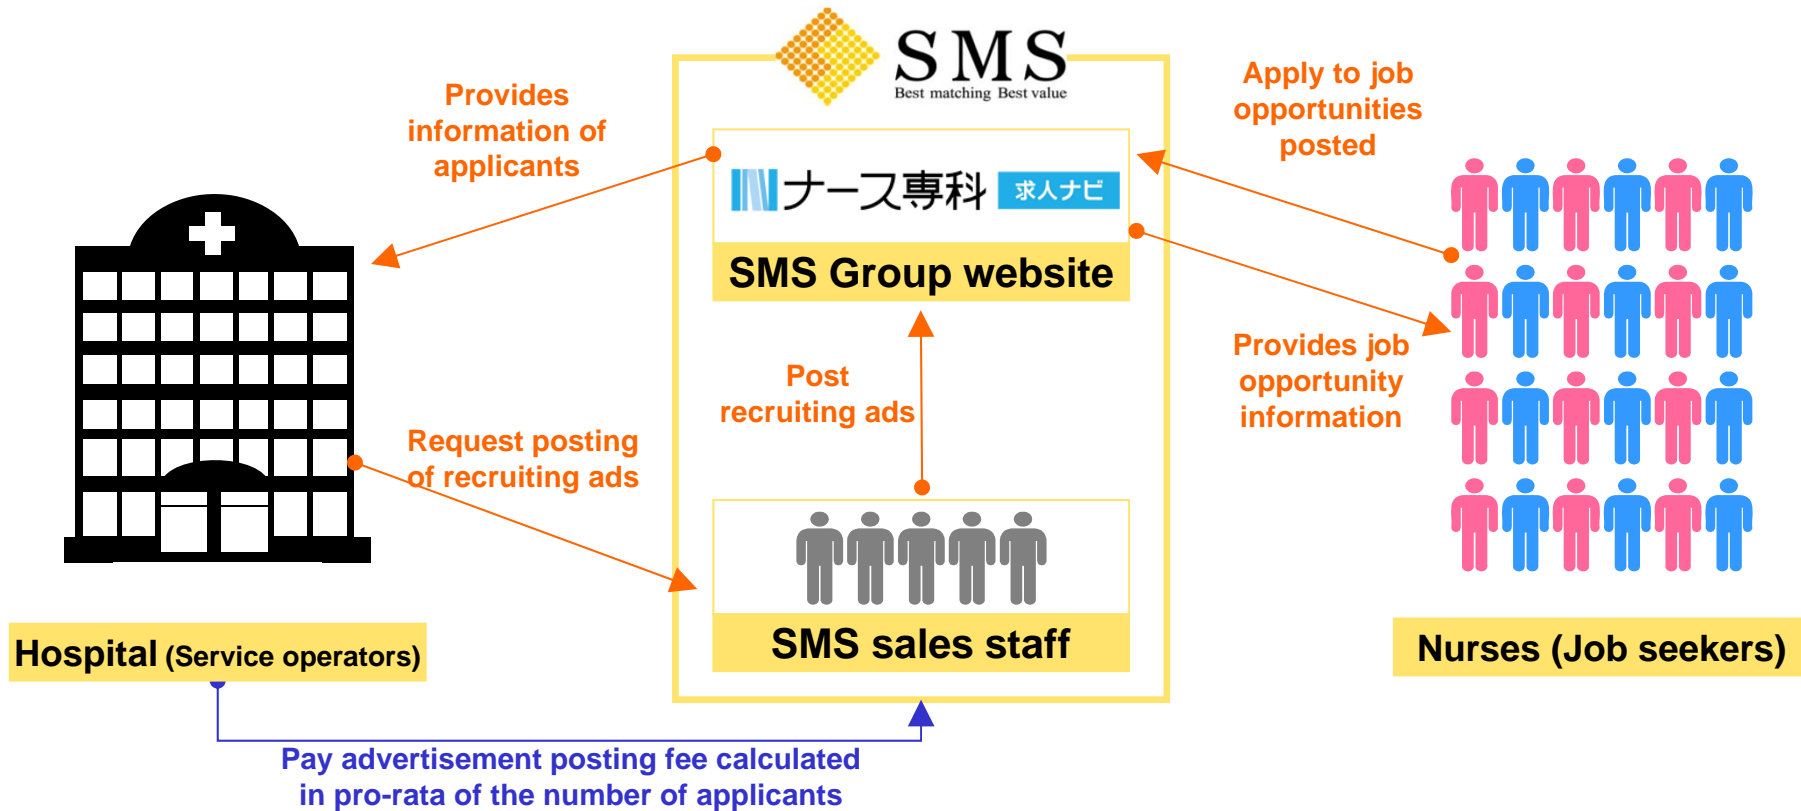 SMS
Best matching Best value
Provides
information of
applicants
Apply to job
opportunities
posted
ナース専科 求人ナビ
SMS Group website
Post
recruiting ads
Provides job
opportunity
information
Request posting
of recruiting ads
SMS sales staff
Hospital (Service operators)
Nurses (Job seekers)
Pay advertisement posting fee calculated
in pro-rata of the number of applicants